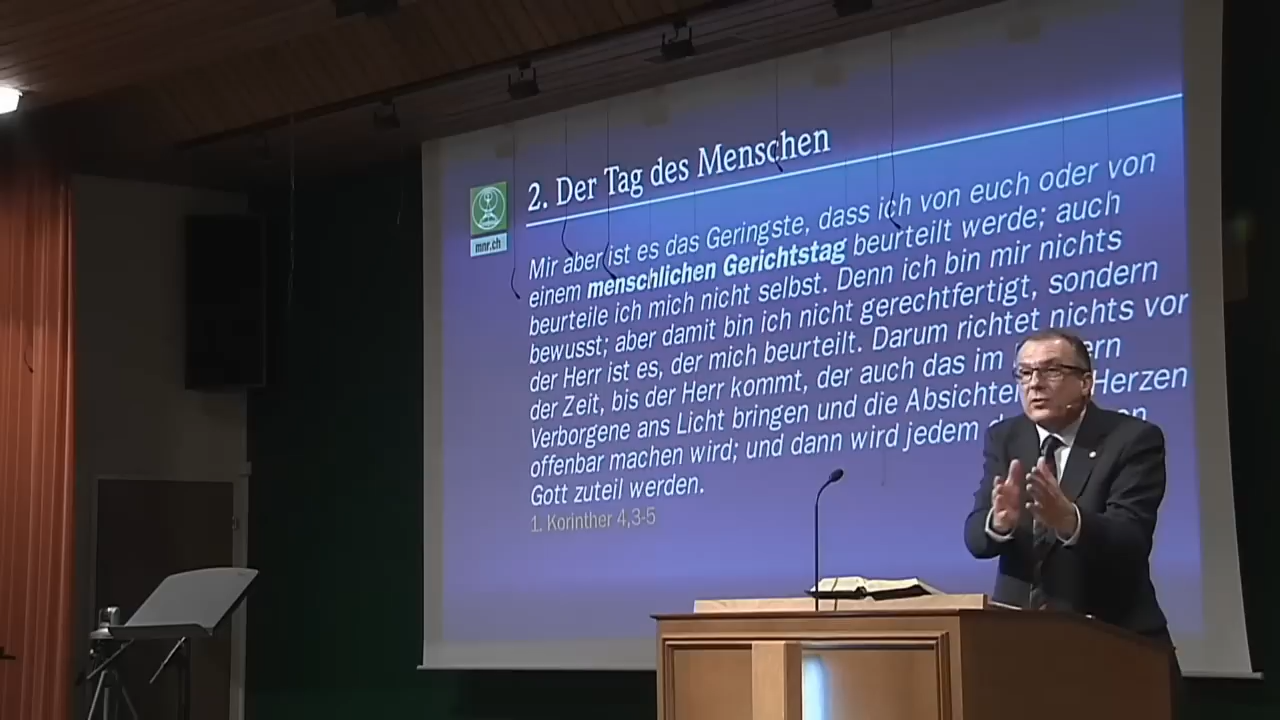 2. Der Tag des Menschen
mnr.ch
Mir aber ist es das Geringste, dass ich von euch oder von
einem menschlichen Gerichtstag beurteilt werde; auch
beurteile ich mich nicht selbst. Denn ich bin mir nichts
bewusst; aber damit bin ich nicht gerechtfertigt, sondern
der Herr ist es, der mich beurteilt. Darum richtet nichts vor
der Zeit, bis der Herr kommt, der auch das im
Verborgene ans Licht bringen und die Absichten Herzen
offenbar machen wird; und dann wird jedem
Gott zuteil werden.
1. Korinther 4,3-5